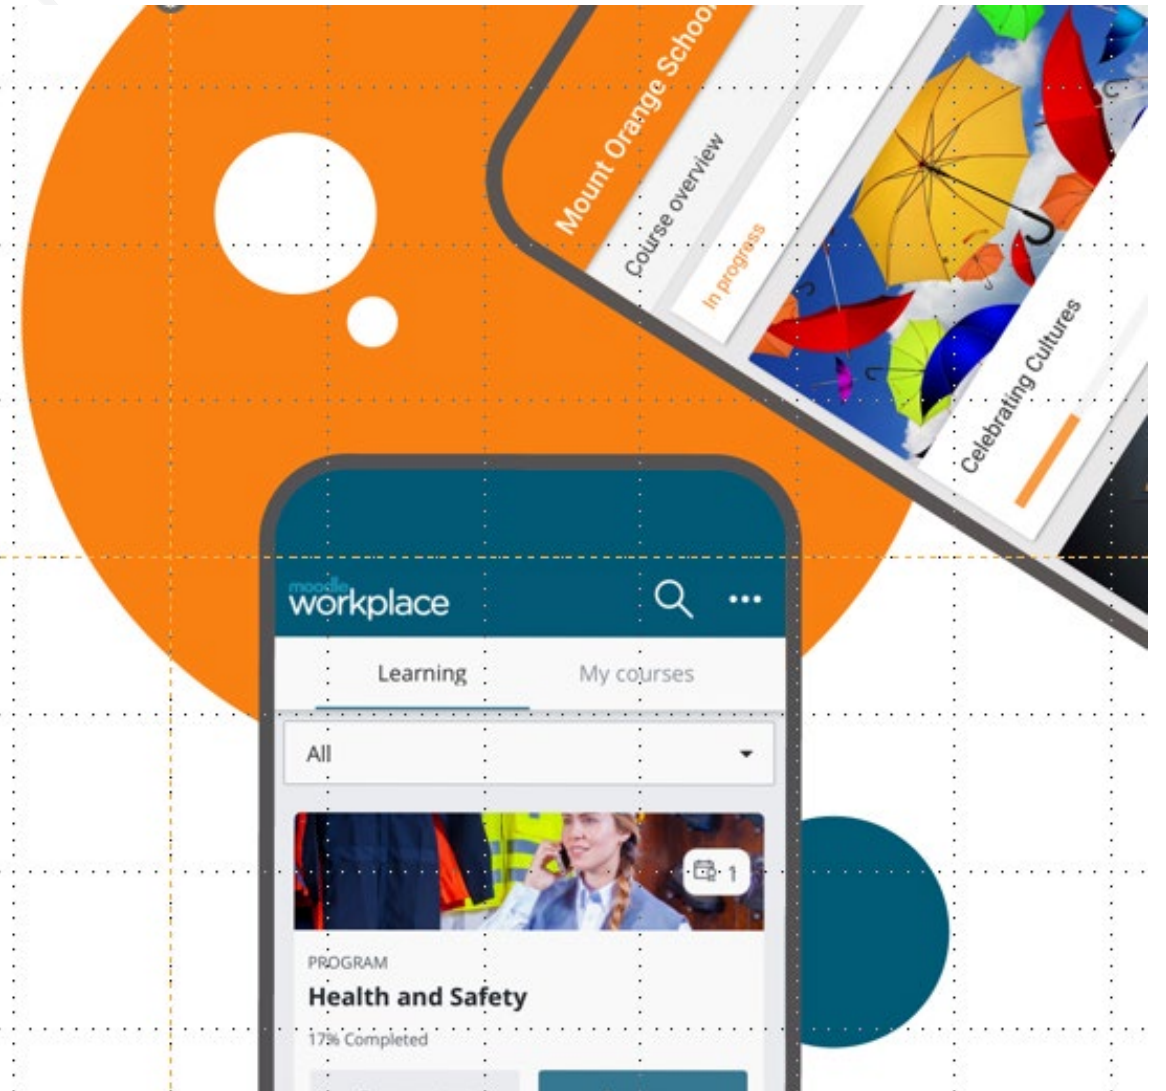 Mount Orange School
Course overview
In progress
Celebrating Cultures
moodle
workplace
Learning
My courses
All
1
PROGRAM
Health and Safety
17% Completed